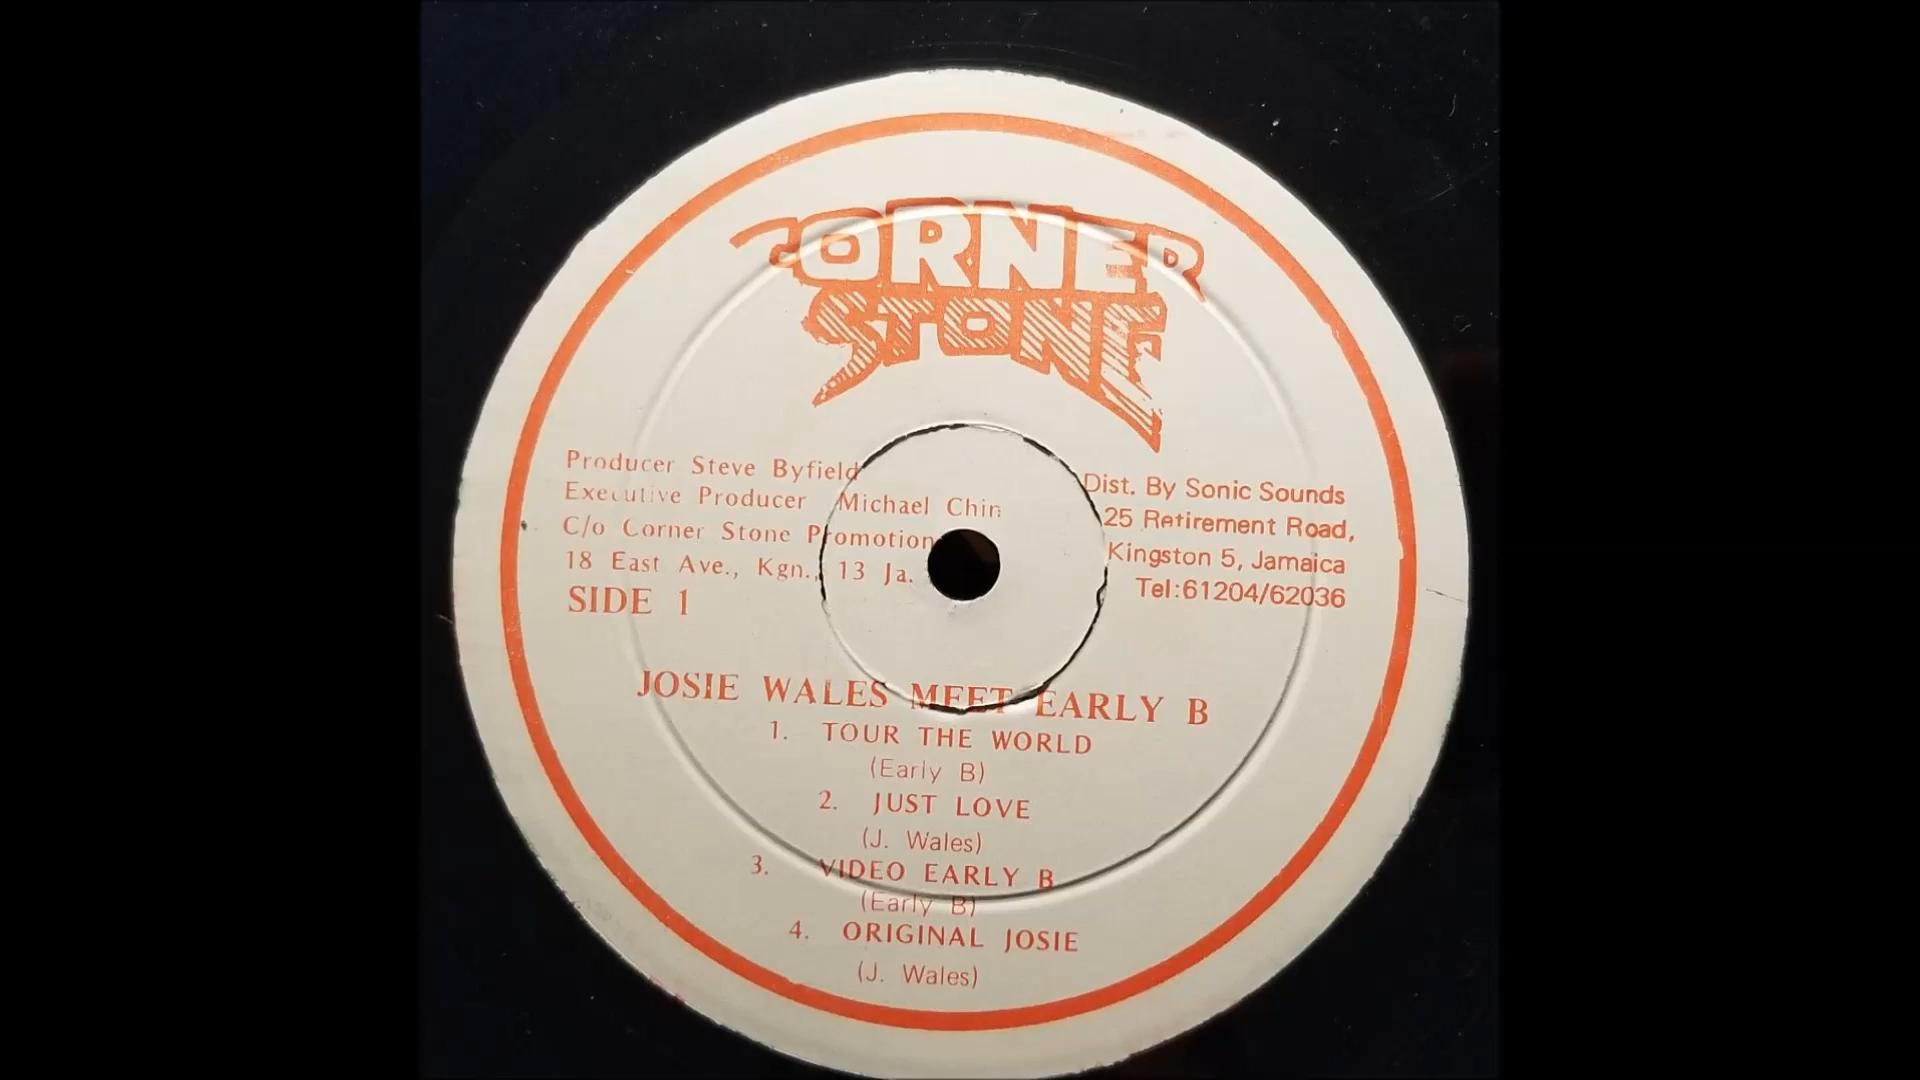 CORNER
STONE
Producer Steve Byfield
Executive Producer Michael Chin
C/o Corner Stone Promotion
18 East Ave., Kgn., 13 Ja.
SIDE 1
Dist. By Sonic Sounds
25 Retirement Road,
Kingston 5, Jamaica
Tel:61204/62036
JOSIE WALES MEET EARLY B
1. TOUR THE WORLD
(Early B)
2. JUST LOVE
(J. Wales)
3. VIDEO EARLY B
(Early B)
4. ORIGINAL JOSIE
(J. Wales)